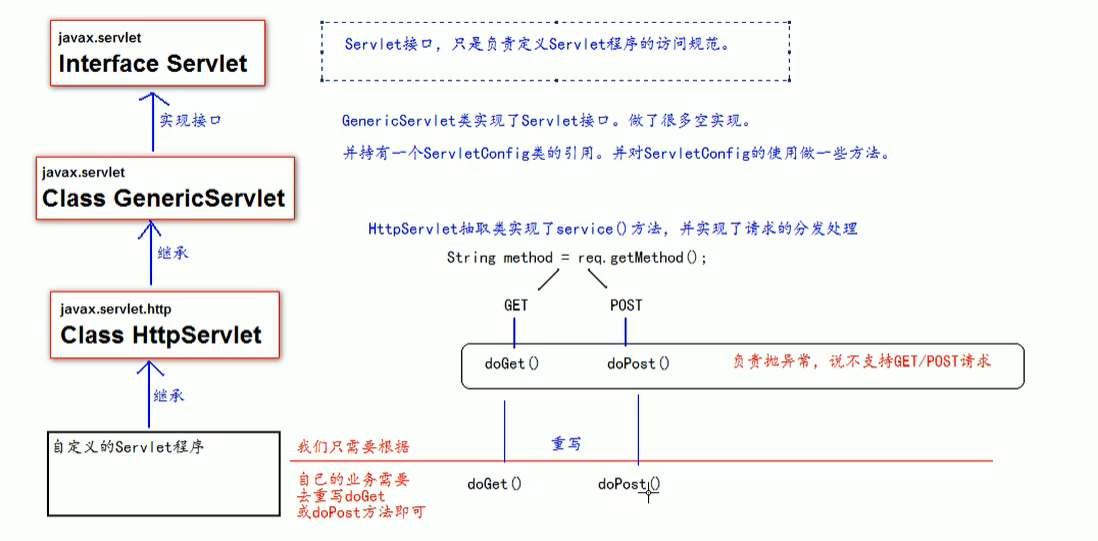 javax.servlet
Interface Servlet
Servlet接口，只是负责定义Servlet程序的访问规范。
实现接口
GenericServlet类实现了Servlet接口。做了很多空实现。
并持有一个ServletConfig类的引用。并对ServletConfig的使用做一些方法。
javax.servlet
Class GenericServlet
继承
HttpServlet抽取类实现了service()方法，并实现了请求的分发处理
String method = req.getMethod();
javax.servlet.http
Class HttpServlet
GET
POST
doGet()
doPost()
负责抛异常，说不支持GET/POST请求
继承
自定义的Servlet程序
我们只需要根据
重写
自已的业务需要
去重写doGet
或doPost方法即可
doGet()
doPost()